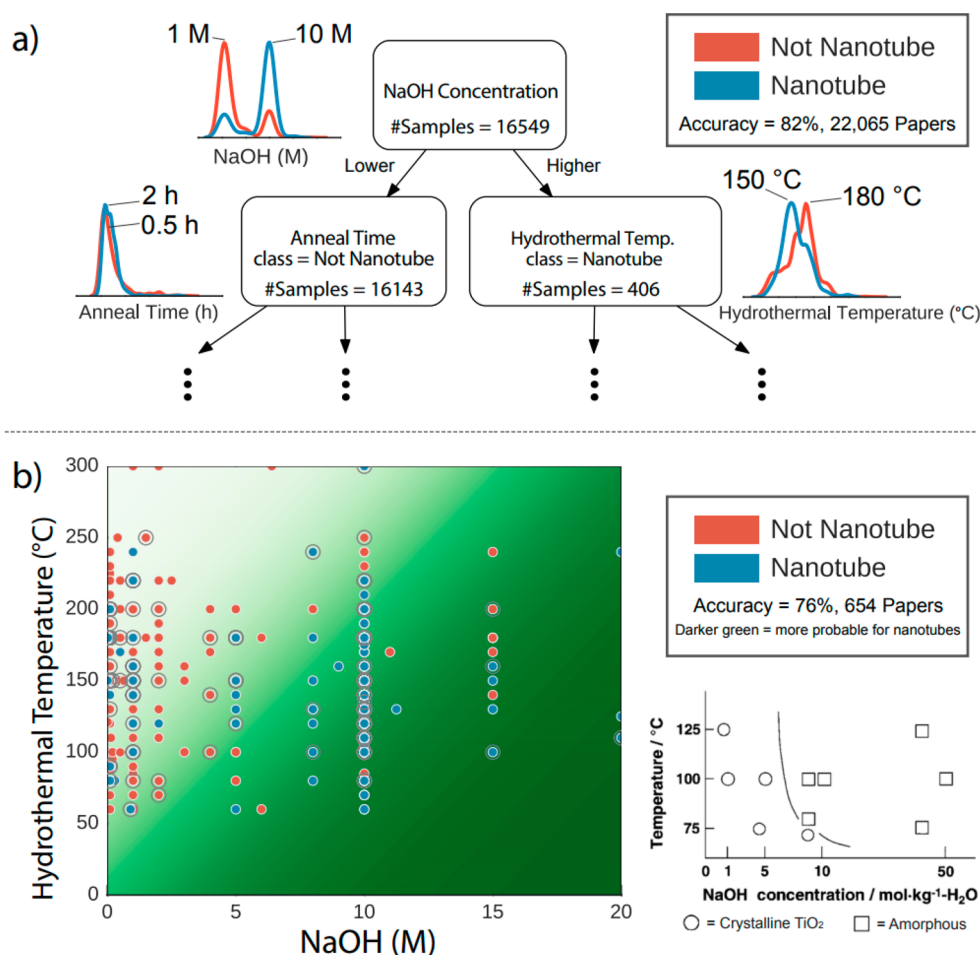 a)
1 M
10 M
NaOH (M)
NaOH Concentration
#Samples = 16549
Not Nanotube
Nanotube
Accuracy = 82%, 22,065 Papers
Lower
Higher
2 h
0.5 h
Anneal Time (h)
Anneal Time
class = Not Nanotube
#Samples = 16143
Hydrothermal Temp.
class = Nanotube
#Samples = 406
150 °C
180 °C
Hydrothermal Temperature (°C)
b)
Hydrothermal Temperature (°C)
300
250
200
150
100
50
0
0 5 10 15 20
NaOH (M)
Not Nanotube
Nanotube
Accuracy = 76%, 654 Papers
Darker green = more probable for nanotubes
Temperature / °C
125
100
75
0 1 5 10 50
NaOH concentration / mol·kg⁻¹-H₂O
= Crystalline TiO₂
= Amorphous